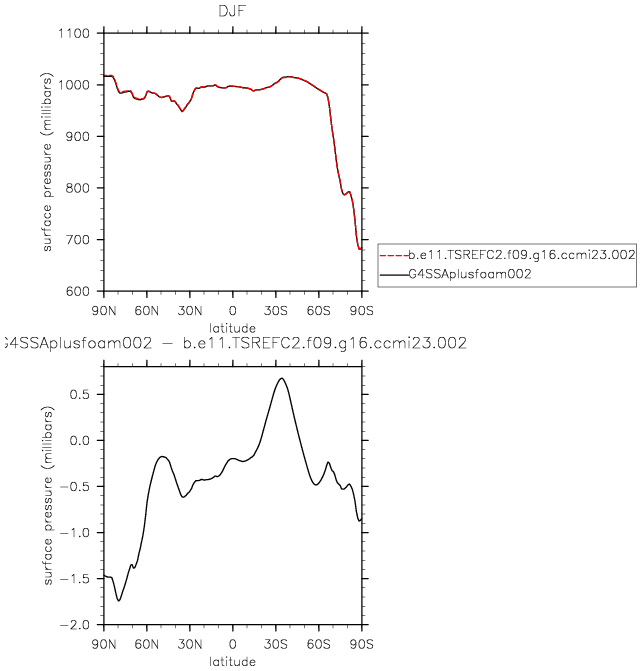 DJF
1100
1000
900
800
700
600
surface pressure (millibars)
90N 60N 30N 0 30S 60S 90S
latitude
b.e11.TSREFC2.f09.g16.ccmi23.002
G4SSAplusfoam002
G4SSAplusfoam002 − b.e11.TSREFC2.f09.g16.ccmi23.002
0.5
0.0
−0.5
−1.0
−1.5
−2.0
surface pressure (millibars)
90N 60N 30N 0 30S 60S 90S
latitude